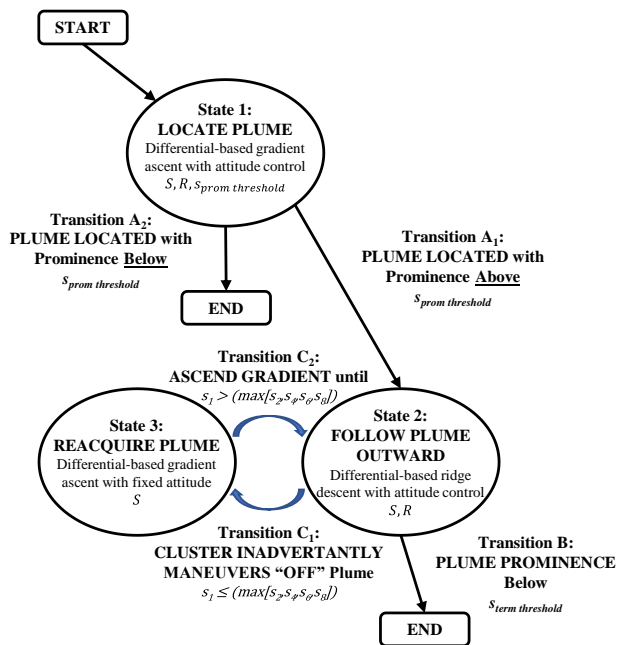 START
State 1:
LOCATE PLUME
Differential-based gradient
ascent with attitude control
S, R, s_prom threshold
Transition A₂:
PLUME LOCATED with
Prominence Below
s_prom threshold
Transition A₁:
PLUME LOCATED with
Prominence Above
s_prom threshold
END
Transition C₂:
ASCEND GRADIENT until
s₁ > (max[s₂,s₄,s₆,s₈])
State 3:
REACQUIRE PLUME
Differential-based gradient
ascent with fixed attitude
S
State 2:
FOLLOW PLUME
OUTWARD
Differential-based ridge
descent with attitude control
S, R
Transition C₁:
CLUSTER INADVERTANTLY
MANEUVERS “OFF” Plume
s₁ ≤ (max[s₂,s₄,s₆,s₈])
Transition B:
PLUME PROMINENCE
Below
s_term threshold
END